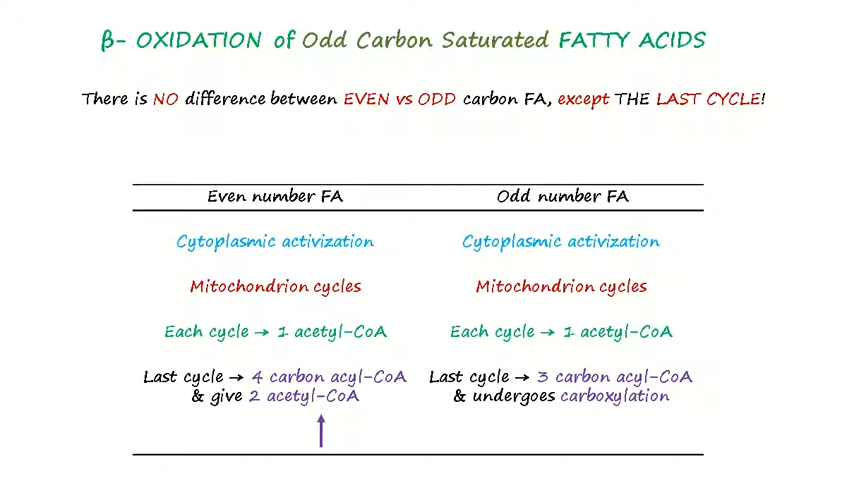 β- OXIDATION of Odd Carbon Saturated FATTY ACIDS
There is NO difference between EVEN vs ODD carbon FA, except THE LAST CYCLE!
Even number FA
Odd number FA
Cytoplasmic activization
Cytoplasmic activization
Mitochondrion cycles
Mitochondrion cycles
Each cycle → 1 acetyl-CoA
Each cycle → 1 acetyl-CoA
Last cycle → 4 carbon acyl-CoA
& give 2 acetyl-CoA
Last cycle → 3 carbon acyl-CoA
& undergoes carboxylation